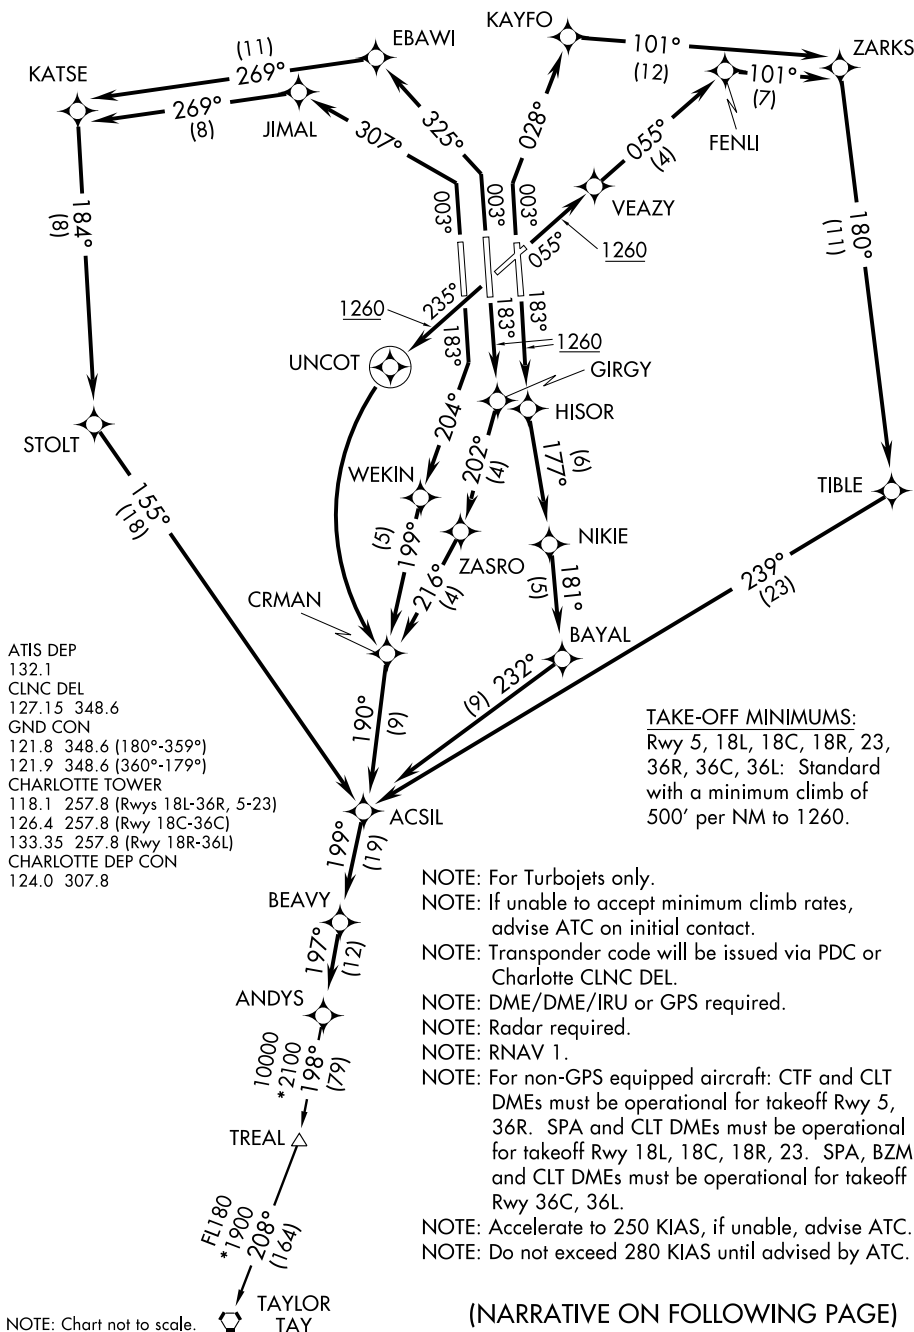 KAYFO
EBAWI
(11)
269°
101°
(12)
ZARKS
KATSE
269°
(8)
JIMAL
307°
325°
028°
101°
(7)
FENLI
055°
(4)
VEAZY
003°
003°
003°
055°
1260
184°
(8)
180°
(11)
235°
1260
183°
183°
183°
1260
UNCOT
GIRGY
HISOR
STOLT
204°
202°
(4)
177°
(6)
WEKIN
TIBLE
155°
(18)
199°
(5)
ZASRO
NIKIE
216°
(4)
181°
(5)
239°
(23)
CRMAN
BAYAL
232°
(9)
190°
(9)
ATIS DEP
132.1
CLNC DEL
127.15 348.6
GND CON
121.8 348.6 (180°-359°)
121.9 348.6 (360°-179°)
CHARLOTTE TOWER
118.1 257.8 (Rwys 18L-36R, 5-23)
126.4 257.8 (Rwy 18C-36C)
133.35 257.8 (Rwy 18R-36L)
CHARLOTTE DEP CON
124.0 307.8
TAKE-OFF MINIMUMS:
Rwy 5, 18L, 18C, 18R, 23,
36R, 36C, 36L: Standard
with a minimum climb of
500' per NM to 1260.
ACSIL
199°
(19)
BEAVY
197°
(12)
ANDYS
10000
*2100
198°
(79)
TREAL
FL180
*1900
208°
(164)
TAYLOR
TAY
NOTE: For Turbojets only.
NOTE: If unable to accept minimum climb rates,
advise ATC on initial contact.
NOTE: Transponder code will be issued via PDC or
Charlotte CLNC DEL.
NOTE: DME/DME/IRU or GPS required.
NOTE: Radar required.
NOTE: RNAV 1.
NOTE: For non-GPS equipped aircraft: CTF and CLT
DMEs must be operational for takeoff Rwy 5,
36R. SPA and CLT DMEs must be operational
for takeoff Rwy 18L, 18C, 18R, 23. SPA, BZM
and CLT DMEs must be operational for takeoff
Rwy 36C, 36L.
NOTE: Accelerate to 250 KIAS, if unable, advise ATC.
NOTE: Do not exceed 280 KIAS until advised by ATC.
NOTE: Chart not to scale.
(NARRATIVE ON FOLLOWING PAGE)